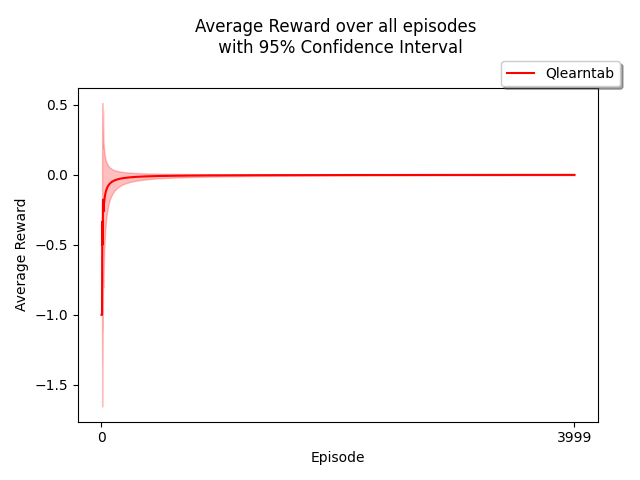 Average Reward over all episodes
with 95% Confidence Interval
Qlearntab
0.5
0.0
−0.5
−1.0
−1.5
Average Reward
0
3999
Episode